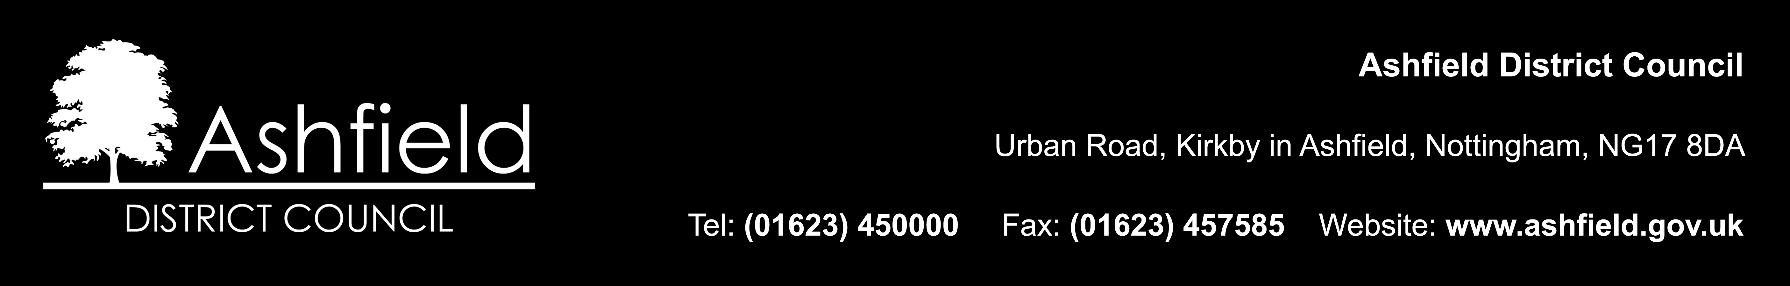 Ashfield
DISTRICT COUNCIL
Ashfield District Council
Urban Road, Kirkby in Ashfield, Nottingham, NG17 8DA
Tel: (01623) 450000 Fax: (01623) 457585 Website: www.ashfield.gov.uk